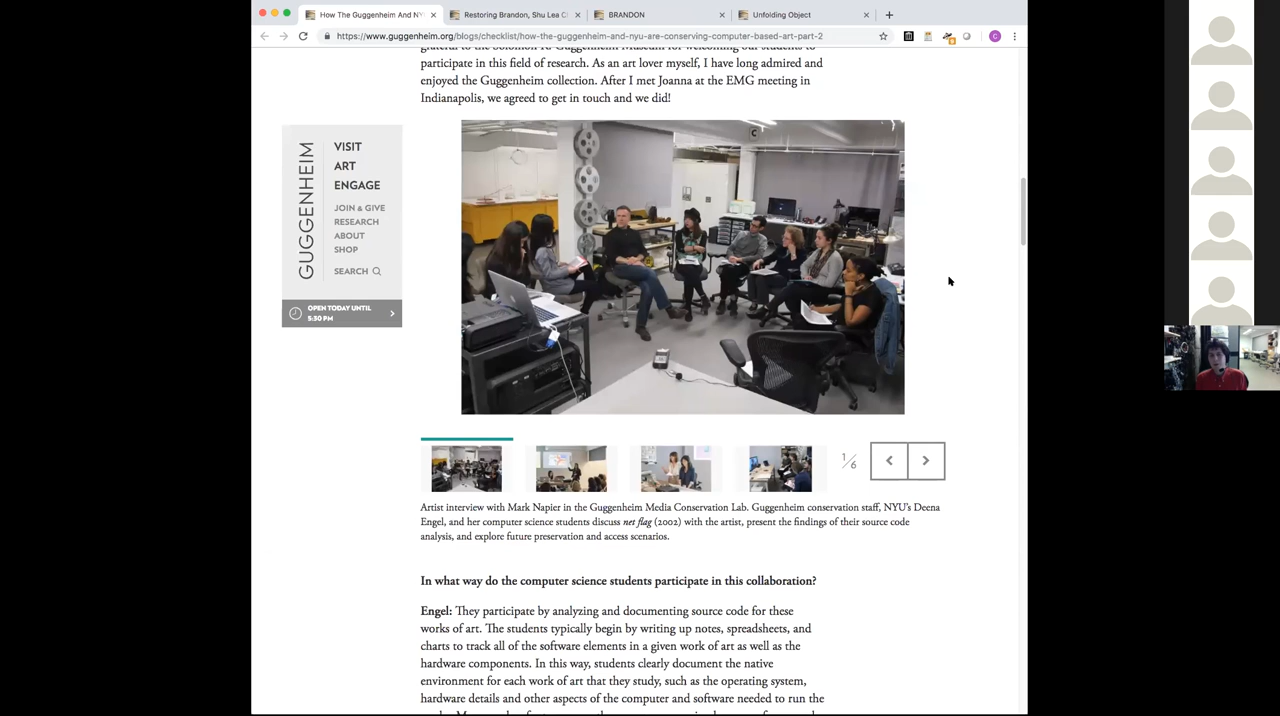 How The Guggenheim And NY
Restoring Brandon, Shu Lea C
BRANDON
Unfolding Object
https://www.guggenheim.org/blogs/checklist/how-the-guggenheim-and-nyu-are-conserving-computer-based-art-part-2
C
participate in this field of research. As an art lover myself, I have long admired and
enjoyed the Guggenheim collection. After I met Joanna at the EMG meeting in
Indianapolis, we agreed to get in touch and we did!
GUGGENHEIM
VISIT
ART
ENGAGE
JOIN & GIVE
RESEARCH
ABOUT
SHOP
SEARCH
OPEN TODAY UNTIL
5:30 PM
C
1/6
Artist interview with Mark Napier in the Guggenheim Media Conservation Lab. Guggenheim conservation staff, NYU's Deena
Engel, and her computer science students discuss net flag (2002) with the artist, present the findings of their source code
analysis, and explore future preservation and access scenarios.
In what way do the computer science students participate in this collaboration?
Engel: They participate by analyzing and documenting source code for these
works of art. The students typically begin by writing up notes, spreadsheets, and
charts to track all of the software elements in a given work of art as well as the
hardware components. In this way, students clearly document the native
environment for each work of art that they study, such as the operating system,
hardware details and other aspects of the computer and software needed to run the